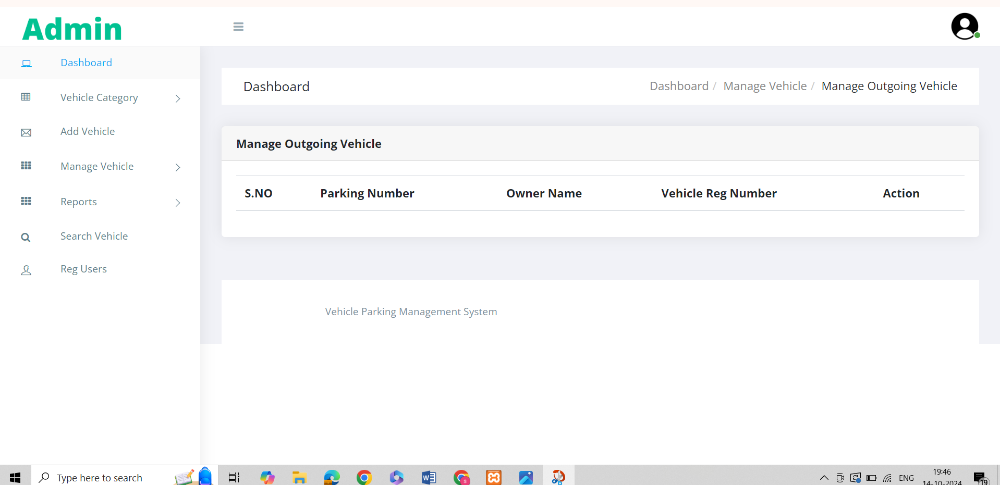 Admin
Dashboard
Vehicle Category
Add Vehicle
Manage Vehicle
Reports
Search Vehicle
Reg Users
Dashboard
Dashboard / Manage Vehicle / Manage Outgoing Vehicle
Manage Outgoing Vehicle
S.NO Parking Number Owner Name Vehicle Reg Number Action
Vehicle Parking Management System
Type here to search
ENG
19:46
14-10-2024
19